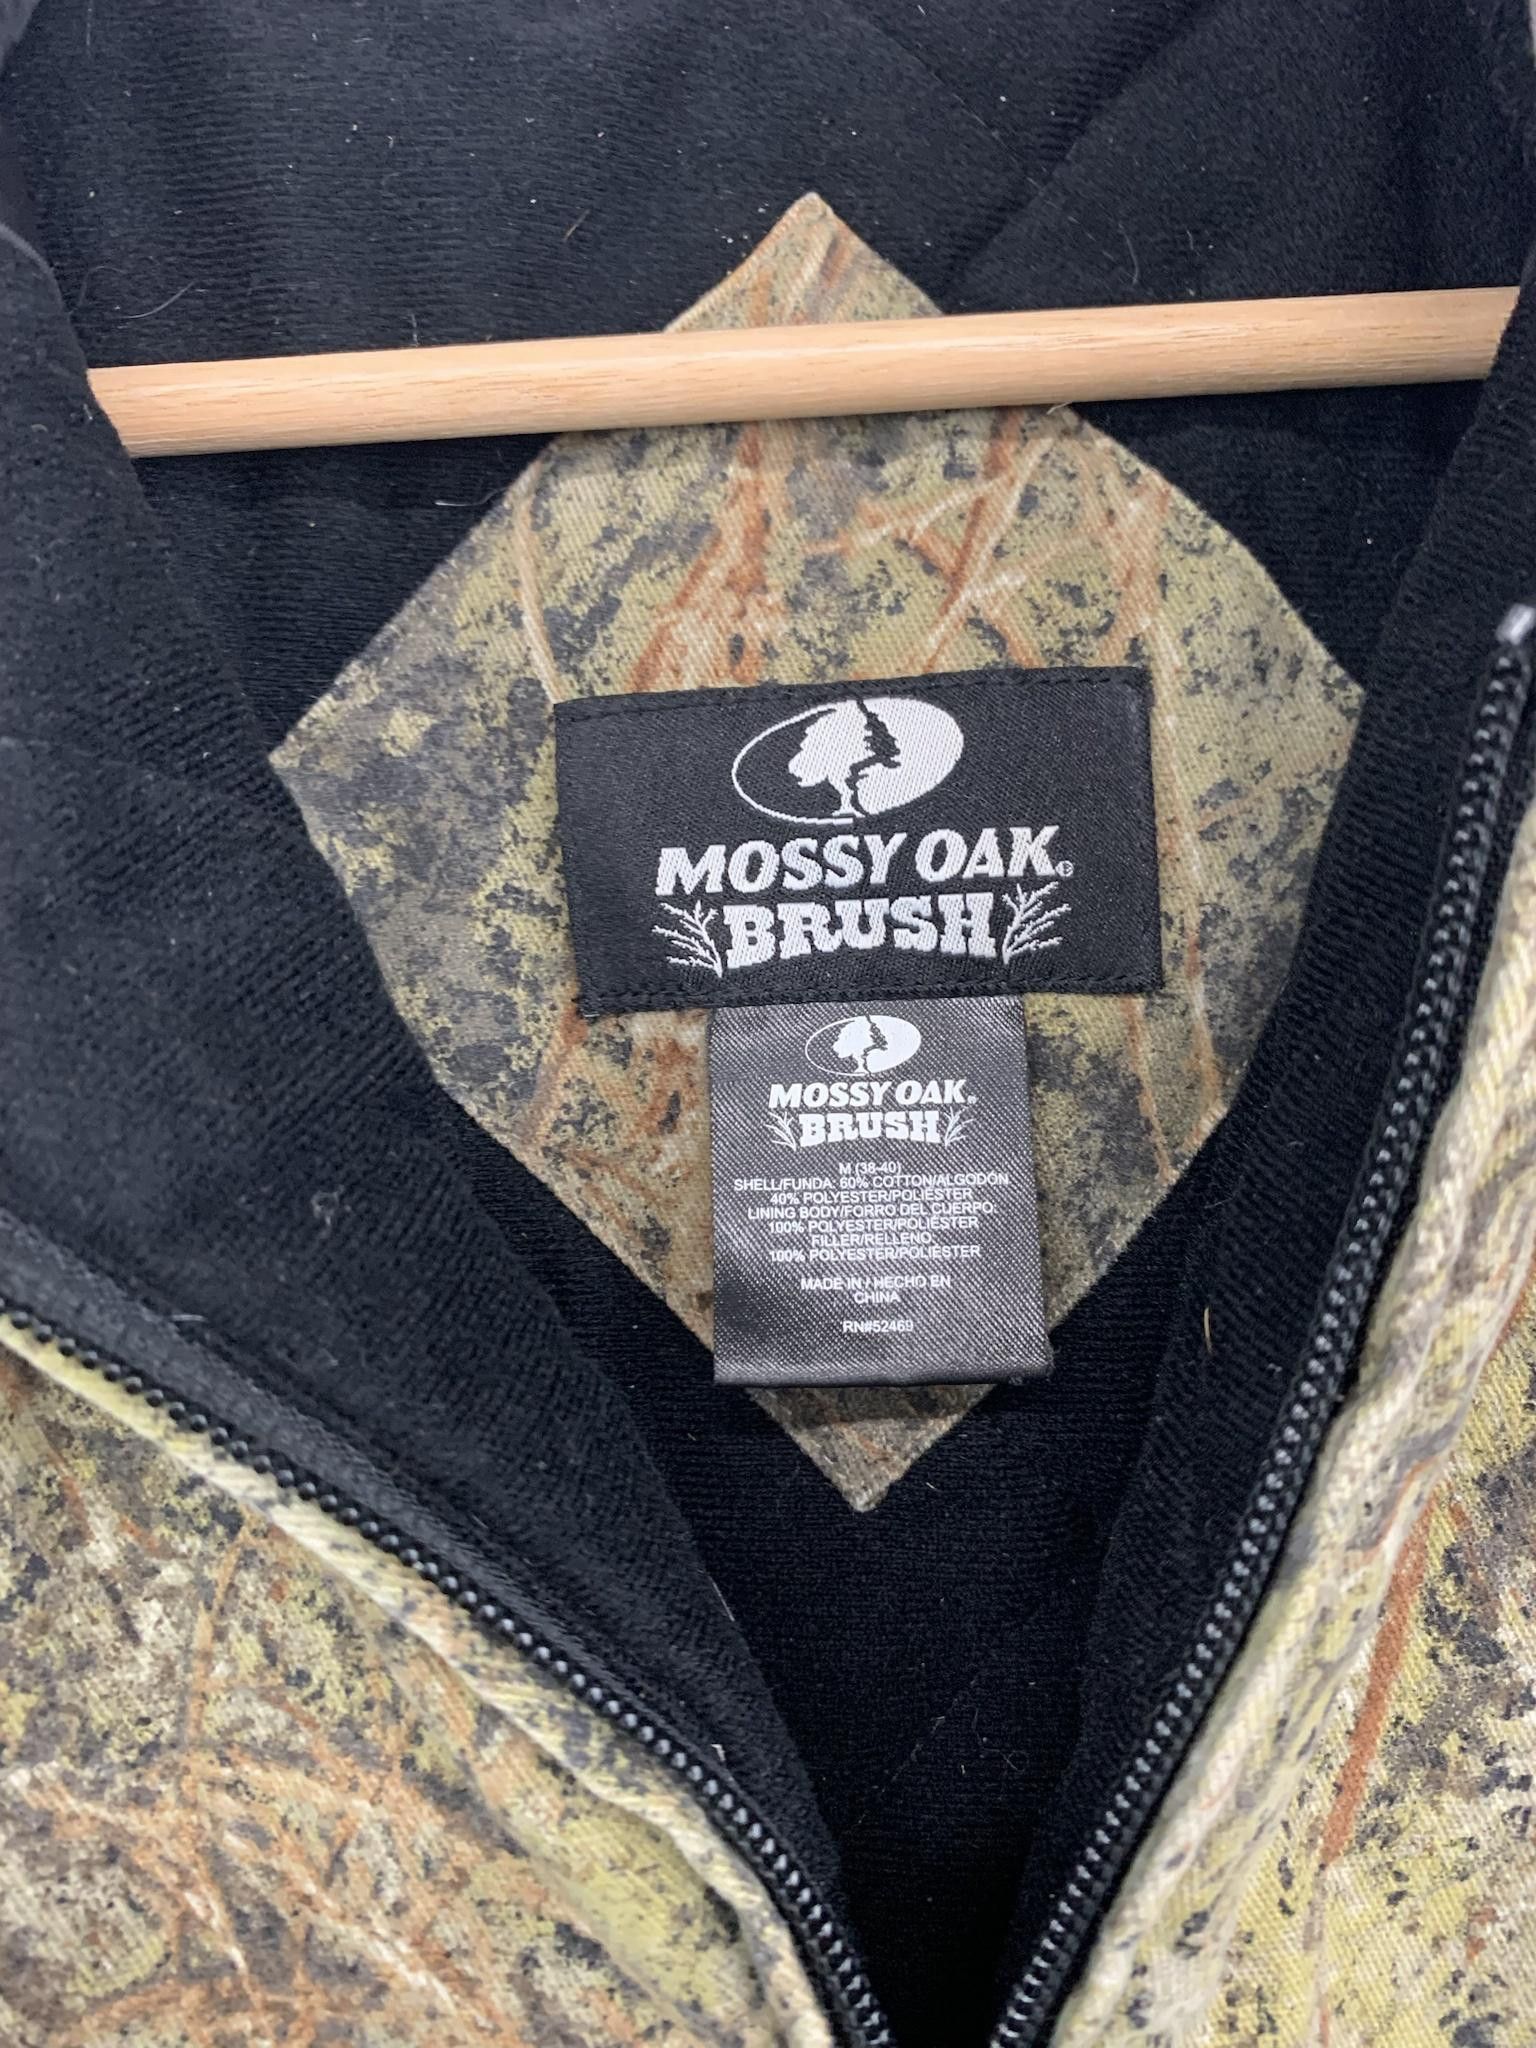 MOSSY OAK®
BRUSH
MOSSY OAK.
BRUSH
M (38-40)
SHELL/FUNDA: 60% COTTON/ALGODÓN
40% POLYESTER/POLIÉSTER
LINING BODY/FORRO DEL CUERPO:
100% POLYESTER/POLIÉSTER
FILLER/RELLENO:
100% POLYESTER/POLIÉSTER
MADE IN / HECHO EN
CHINA
RN#52469